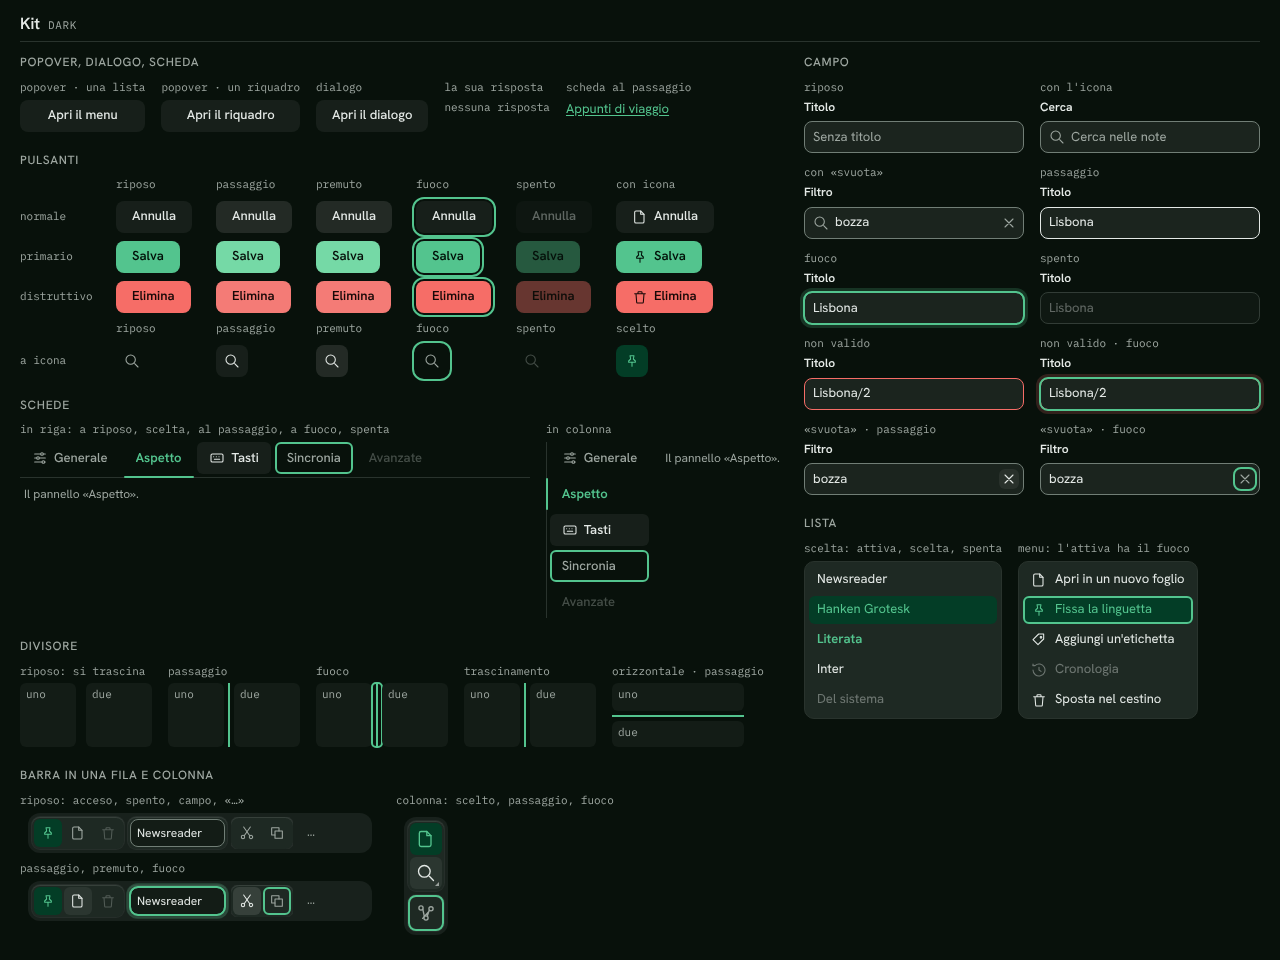 Kit DARK
POPOVER, DIALOGO, SCHEDA
popover · una lista
popover · un riquadro
dialogo
la sua risposta
scheda al passaggio
Apri il menu
Apri il riquadro
Apri il dialogo
nessuna risposta
Appunti di viaggio
PULSANTI
riposo passaggio premuto fuoco spento con icona
normale Annulla Annulla Annulla Annulla Annulla Annulla
primario Salva Salva Salva Salva Salva Salva
distruttivo Elimina Elimina Elimina Elimina Elimina Elimina
riposo passaggio premuto fuoco spento scelto
a icona
SCHEDE
in riga: a riposo, scelta, al passaggio, a fuoco, spenta
Generale Aspetto Tasti Sincronia Avanzate
Il pannello «Aspetto».
in colonna
Generale
Aspetto
Tasti
Sincronia
Avanzate
Il pannello «Aspetto».
DIVISORE
riposo: si trascina
uno due
passaggio
uno due
fuoco
uno due
trascinamento
uno due
orizzontale · passaggio
uno
due
BARRA IN UNA FILA E COLONNA
riposo: acceso, spento, campo, «…»
Newsreader …
passaggio, premuto, fuoco
Newsreader …
colonna: scelto, passaggio, fuoco
CAMPO
riposo
Titolo
Senza titolo
con l'icona
Cerca
Cerca nelle note
con «svuota»
Filtro
bozza
passaggio
Titolo
Lisbona
fuoco
Titolo
Lisbona
spento
Titolo
Lisbona
non valido
Titolo
Lisbona/2
non valido · fuoco
Titolo
Lisbona/2
«svuota» · passaggio
Filtro
bozza
«svuota» · fuoco
Filtro
bozza
LISTA
scelta: attiva, scelta, spenta
Newsreader
Hanken Grotesk
Literata
Inter
Del sistema
menu: l'attiva ha il fuoco
Apri in un nuovo foglio
Fissa la linguetta
Aggiungi un'etichetta
Cronologia
Sposta nel cestino